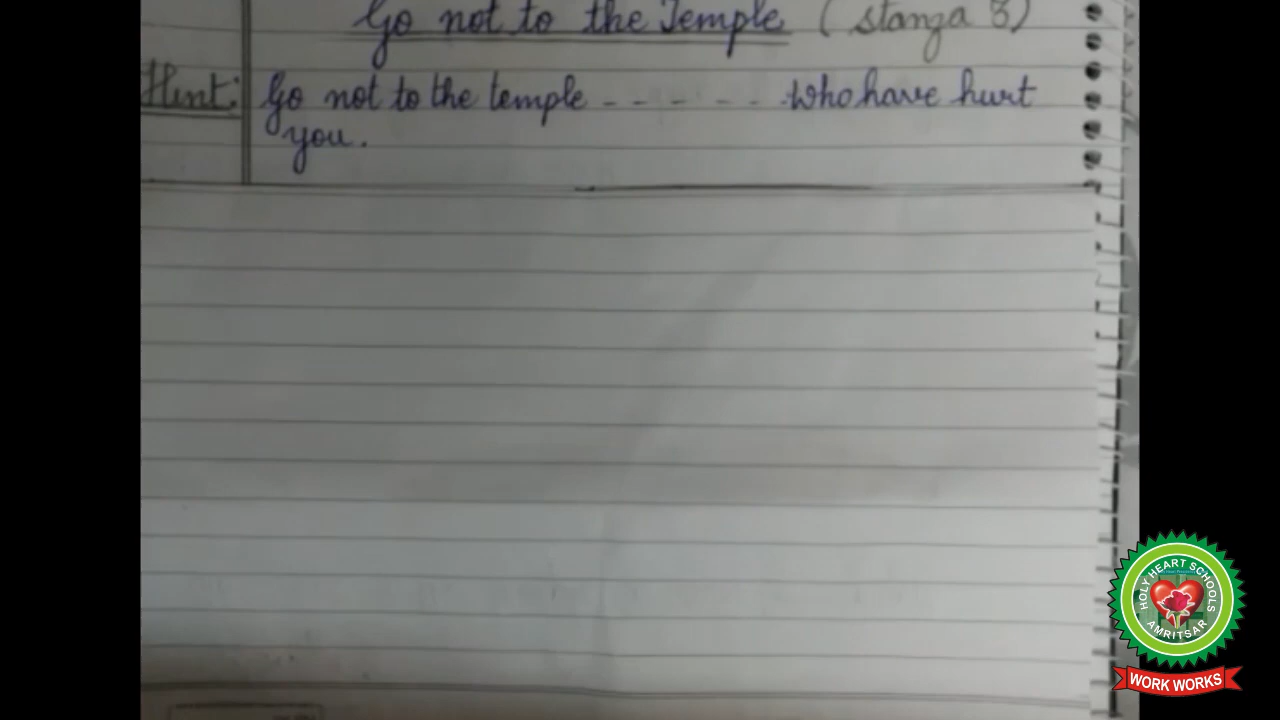 Go not to the Temple (stanza 3)
Hint: Go not to the temple - - - - - - who have hurt
you.
HOLY HEART SCHOOLS
AMRITSAR
WORK WORKS